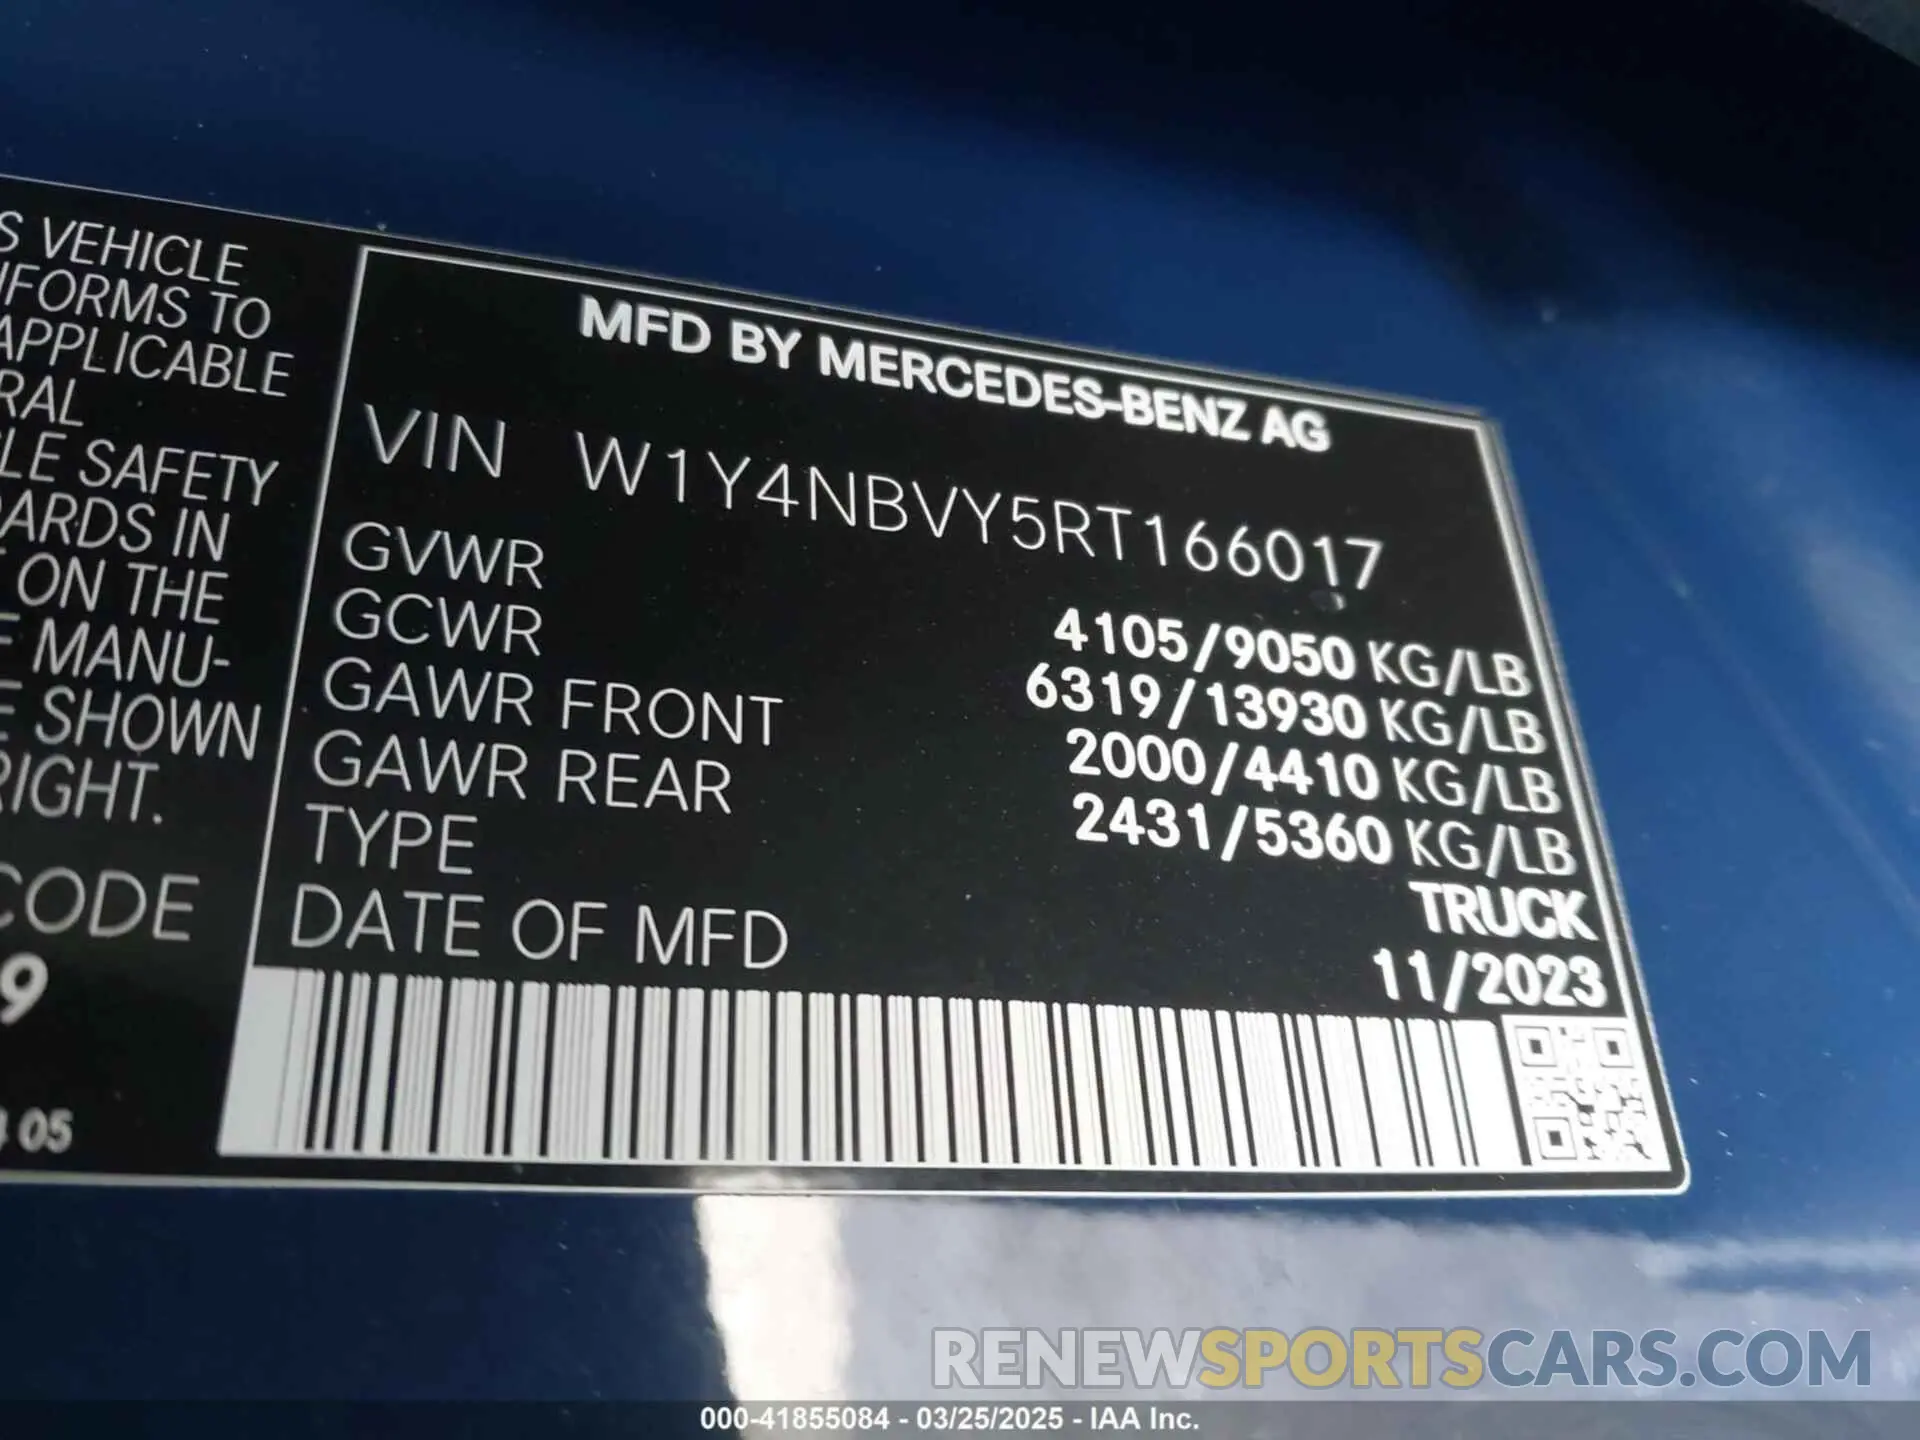 S VEHICLE
FORMS TO
APPLICABLE
RAL
LE SAFETY
ARDS IN
ON THE
MANU-
E SHOWN
RIGHT.
CODE
9
05
MFD BY MERCEDES-BENZ AG
VIN W1Y4NBVY5RT166017
GVWR 4105/9050 KG/LB
GCWR 6319/13930 KG/LB
GAWR FRONT 2000/4410 KG/LB
GAWR REAR 2431/5360 KG/LB
TYPE TRUCK
DATE OF MFD 11/2023
RENEWSPORTSCARS.COM
000-41855084 - 03/25/2025 - IAA Inc.